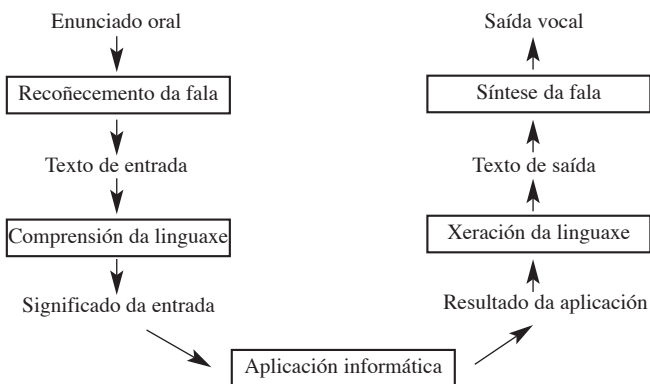 Enunciado oral
Recoñecemento da fala
Texto de entrada
Comprensión da linguaxe
Significado da entrada
Aplicación informática
Saída vocal
Síntese da fala
Texto de saída
Xeración da linguaxe
Resultado da aplicación